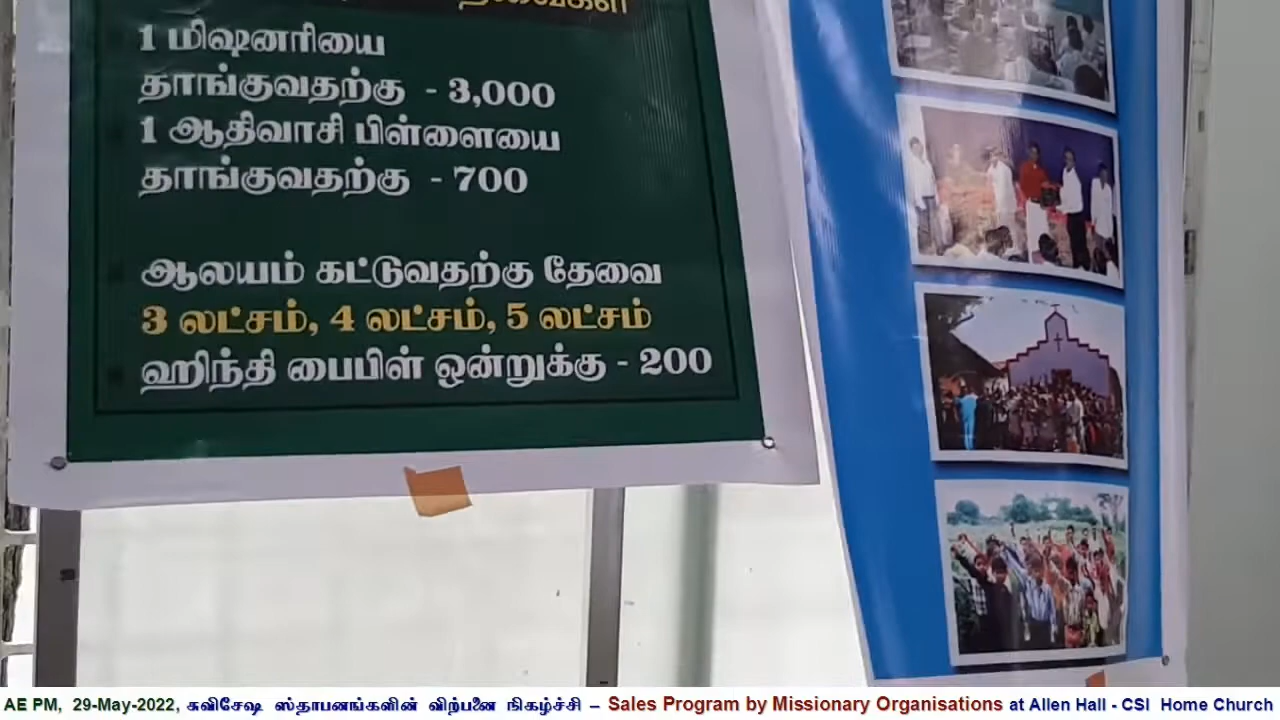 தேவைகள்
1 மிஷனரியை
தாங்குவதற்கு - 3,000
1 ஆதிவாசி பிள்ளையை
தாங்குவதற்கு - 700
ஆலயம் கட்டுவதற்கு தேவை
3 லட்சம், 4 லட்சம், 5 லட்சம்
ஹிந்தி பைபிள் ஒன்றுக்கு - 200
AE PM, 29-May-2022, சுவிசேஷ ஸ்தாபனங்களின் விற்பனை நிகழ்ச்சி – Sales Program by Missionary Organisations at Allen Hall - CSI Home Church